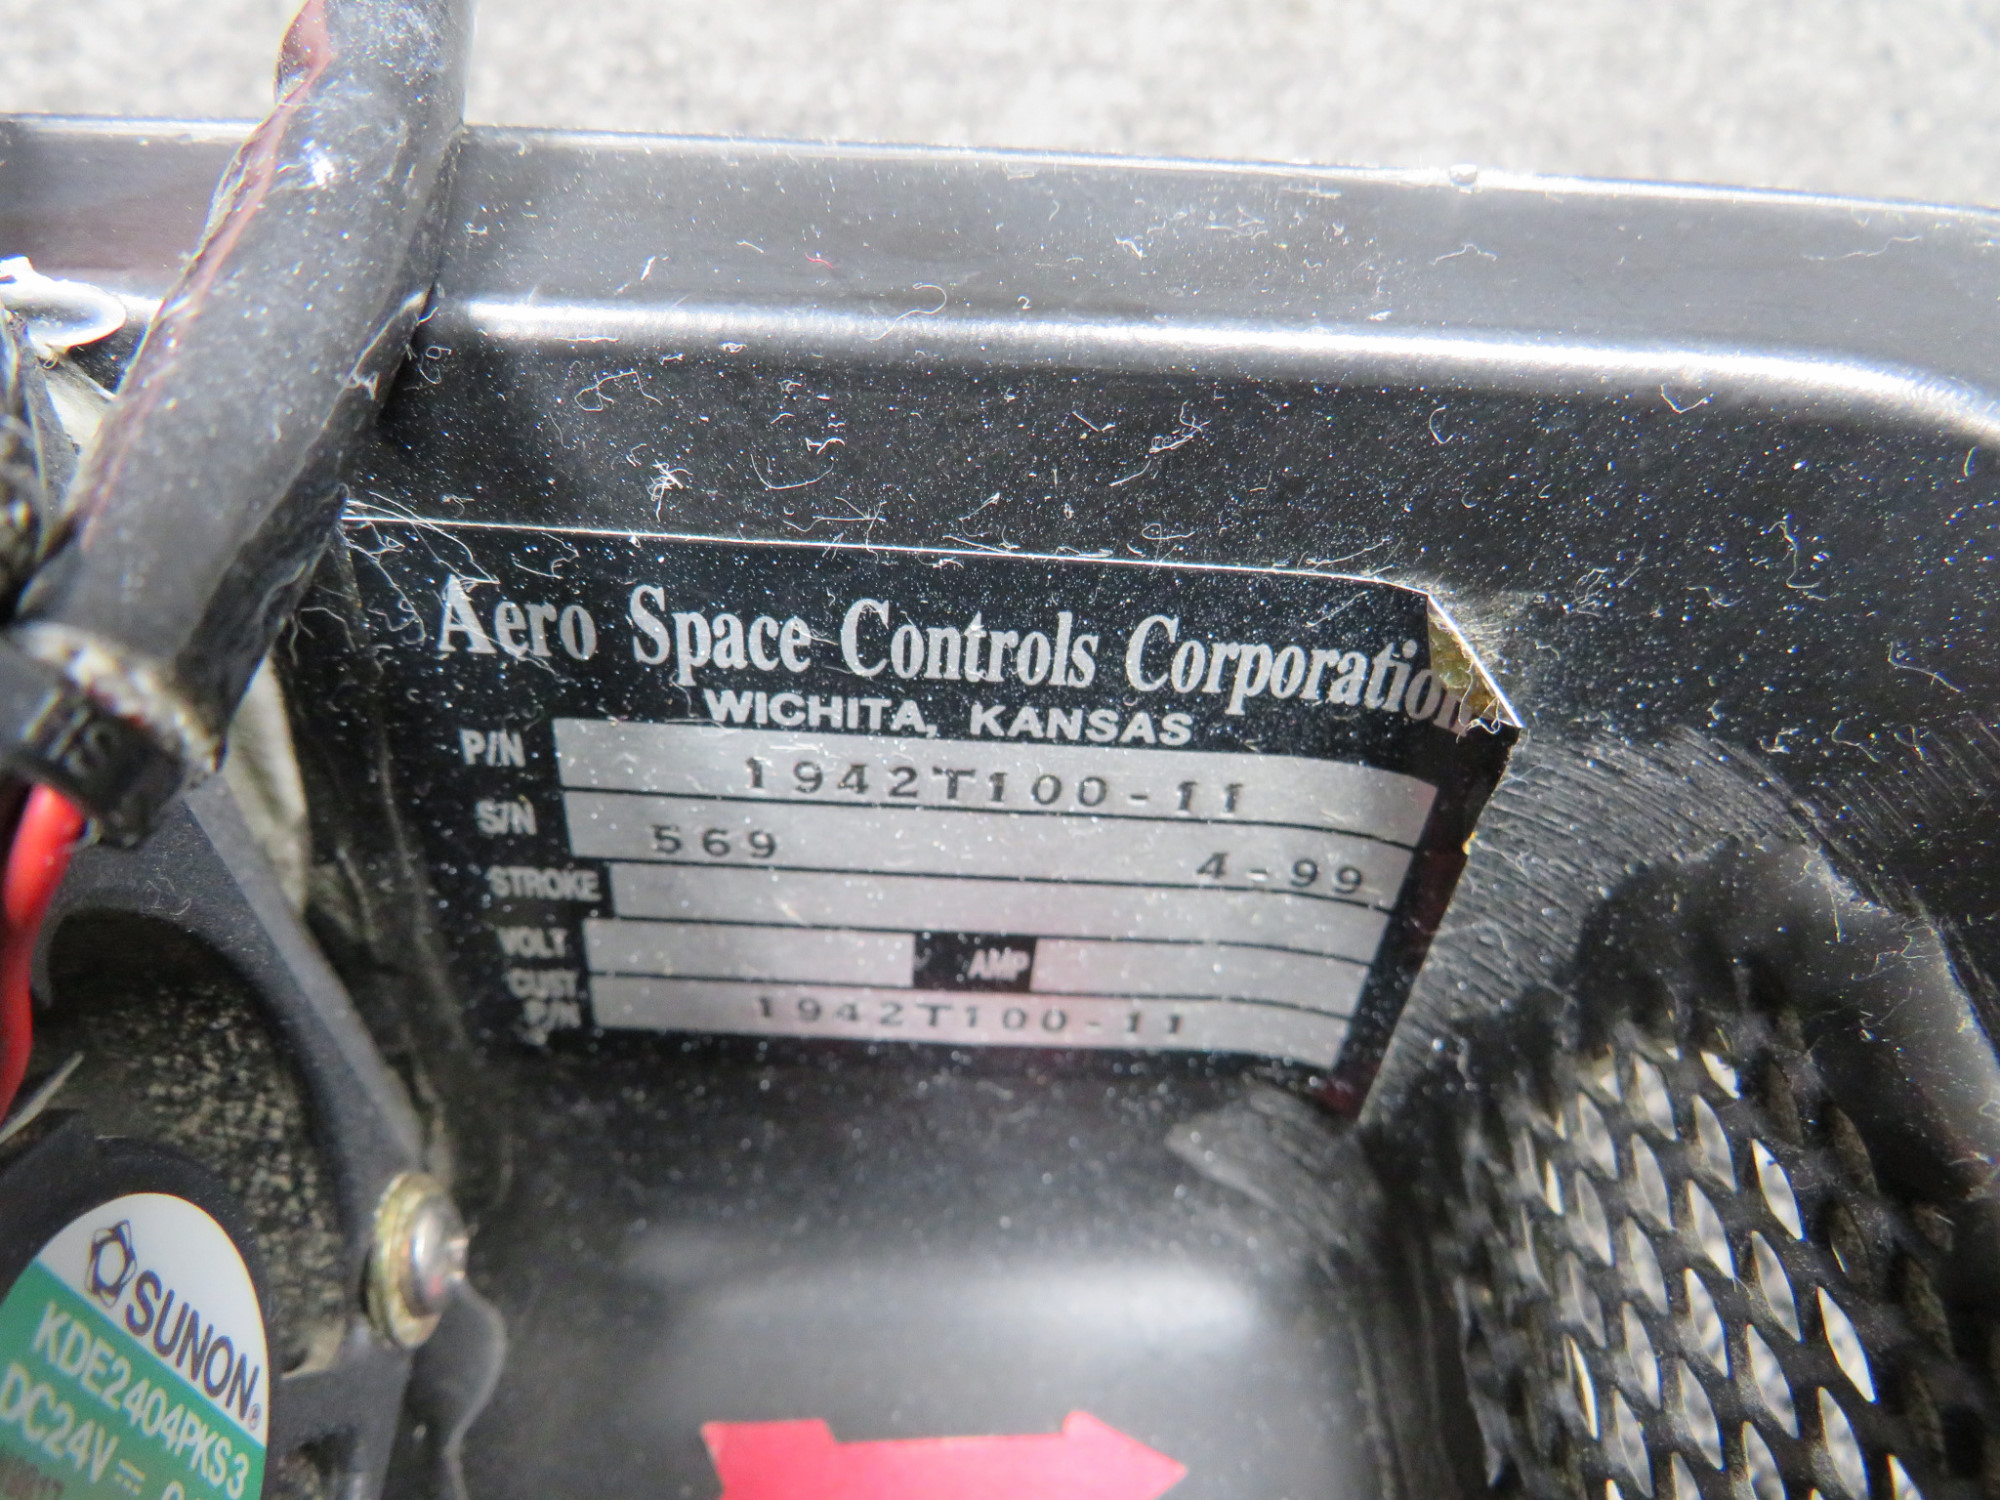 Aero Space Controls Corporation
WICHITA, KANSAS
P/N 1942T100-11
S/N 569 4-99
STROKE
VOLT AMP
CUST P/N 1942T100-11
SUNON®
KDE2404PKS3
DC24V